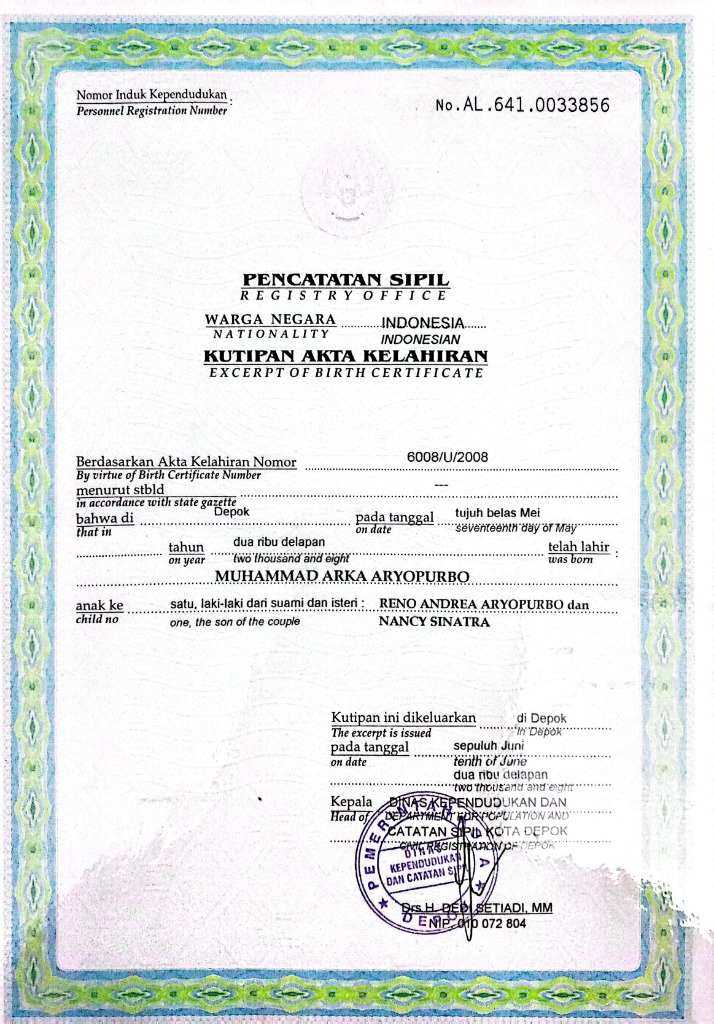 Nomor Induk Kependudukan :
Personnel Registration Number
No.AL.641.0033856
PENCATATAN SIPIL
REGISTRY OFFICE
WARGA NEGARA ..........INDONESIA......
NATIONALITY INDONESIAN
KUTIPAN AKTA KELAHIRAN
EXCERPT OF BIRTH CERTIFICATE
Berdasarkan Akta Kelahiran Nomor 6008/U/2008
By virtue of Birth Certificate Number
menurut stbld ---
in accordance with state gazette
bahwa di Depok pada tanggal tujuh belas Mei
that in on date seventeenth day of May
tahun dua ribu delapan telah lahir :
on year two thousand and eight was born
MUHAMMAD ARKA ARYOPURBO
anak ke satu, laki-laki dari suami dan isteri : RENO ANDREA ARYOPURBO dan
child no one, the son of the couple NANCY SINATRA
Kutipan ini dikeluarkan di Depok
The excerpt is issued in Depok
pada tanggal sepuluh Juni
on date tenth of June
dua ribu delapan
two thousand and eight
Kepala DINAS KEPENDUDUKAN DAN
Head of DEPARTMENT FOR POPULATION AND
CATATAN SIPIL KOTA DEPOK
CIVIL REGISTRATION OF DEPOK
DINAS
KEPENDUDUKAN
DAN CATATAN SIPIL
DEPOK
Drs H. DEDI SETIADI, MM
NIP. 010 072 804